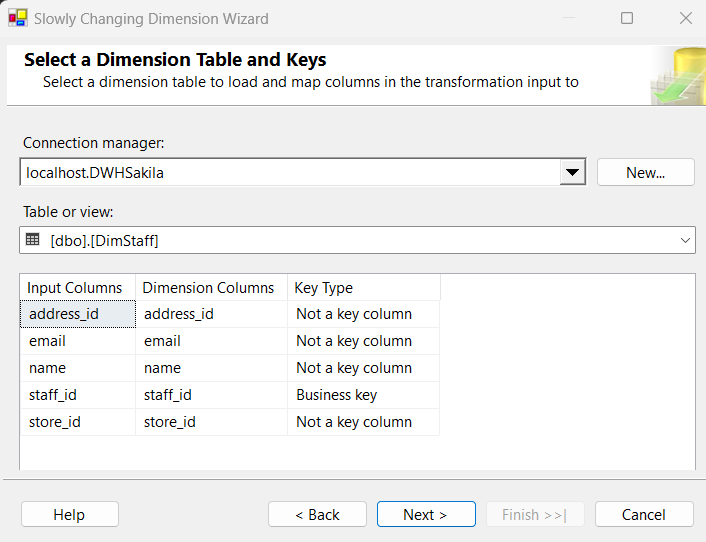 Slowly Changing Dimension Wizard
Select a Dimension Table and Keys
Select a dimension table to load and map columns in the transformation input to
Connection manager:
localhost.DWHSakila
New...
Table or view:
[dbo].[DimStaff]
Input Columns Dimension Columns Key Type
address_id address_id Not a key column
email email Not a key column
name name Not a key column
staff_id staff_id Business key
store_id store_id Not a key column
Help < Back Next > Finish >>| Cancel